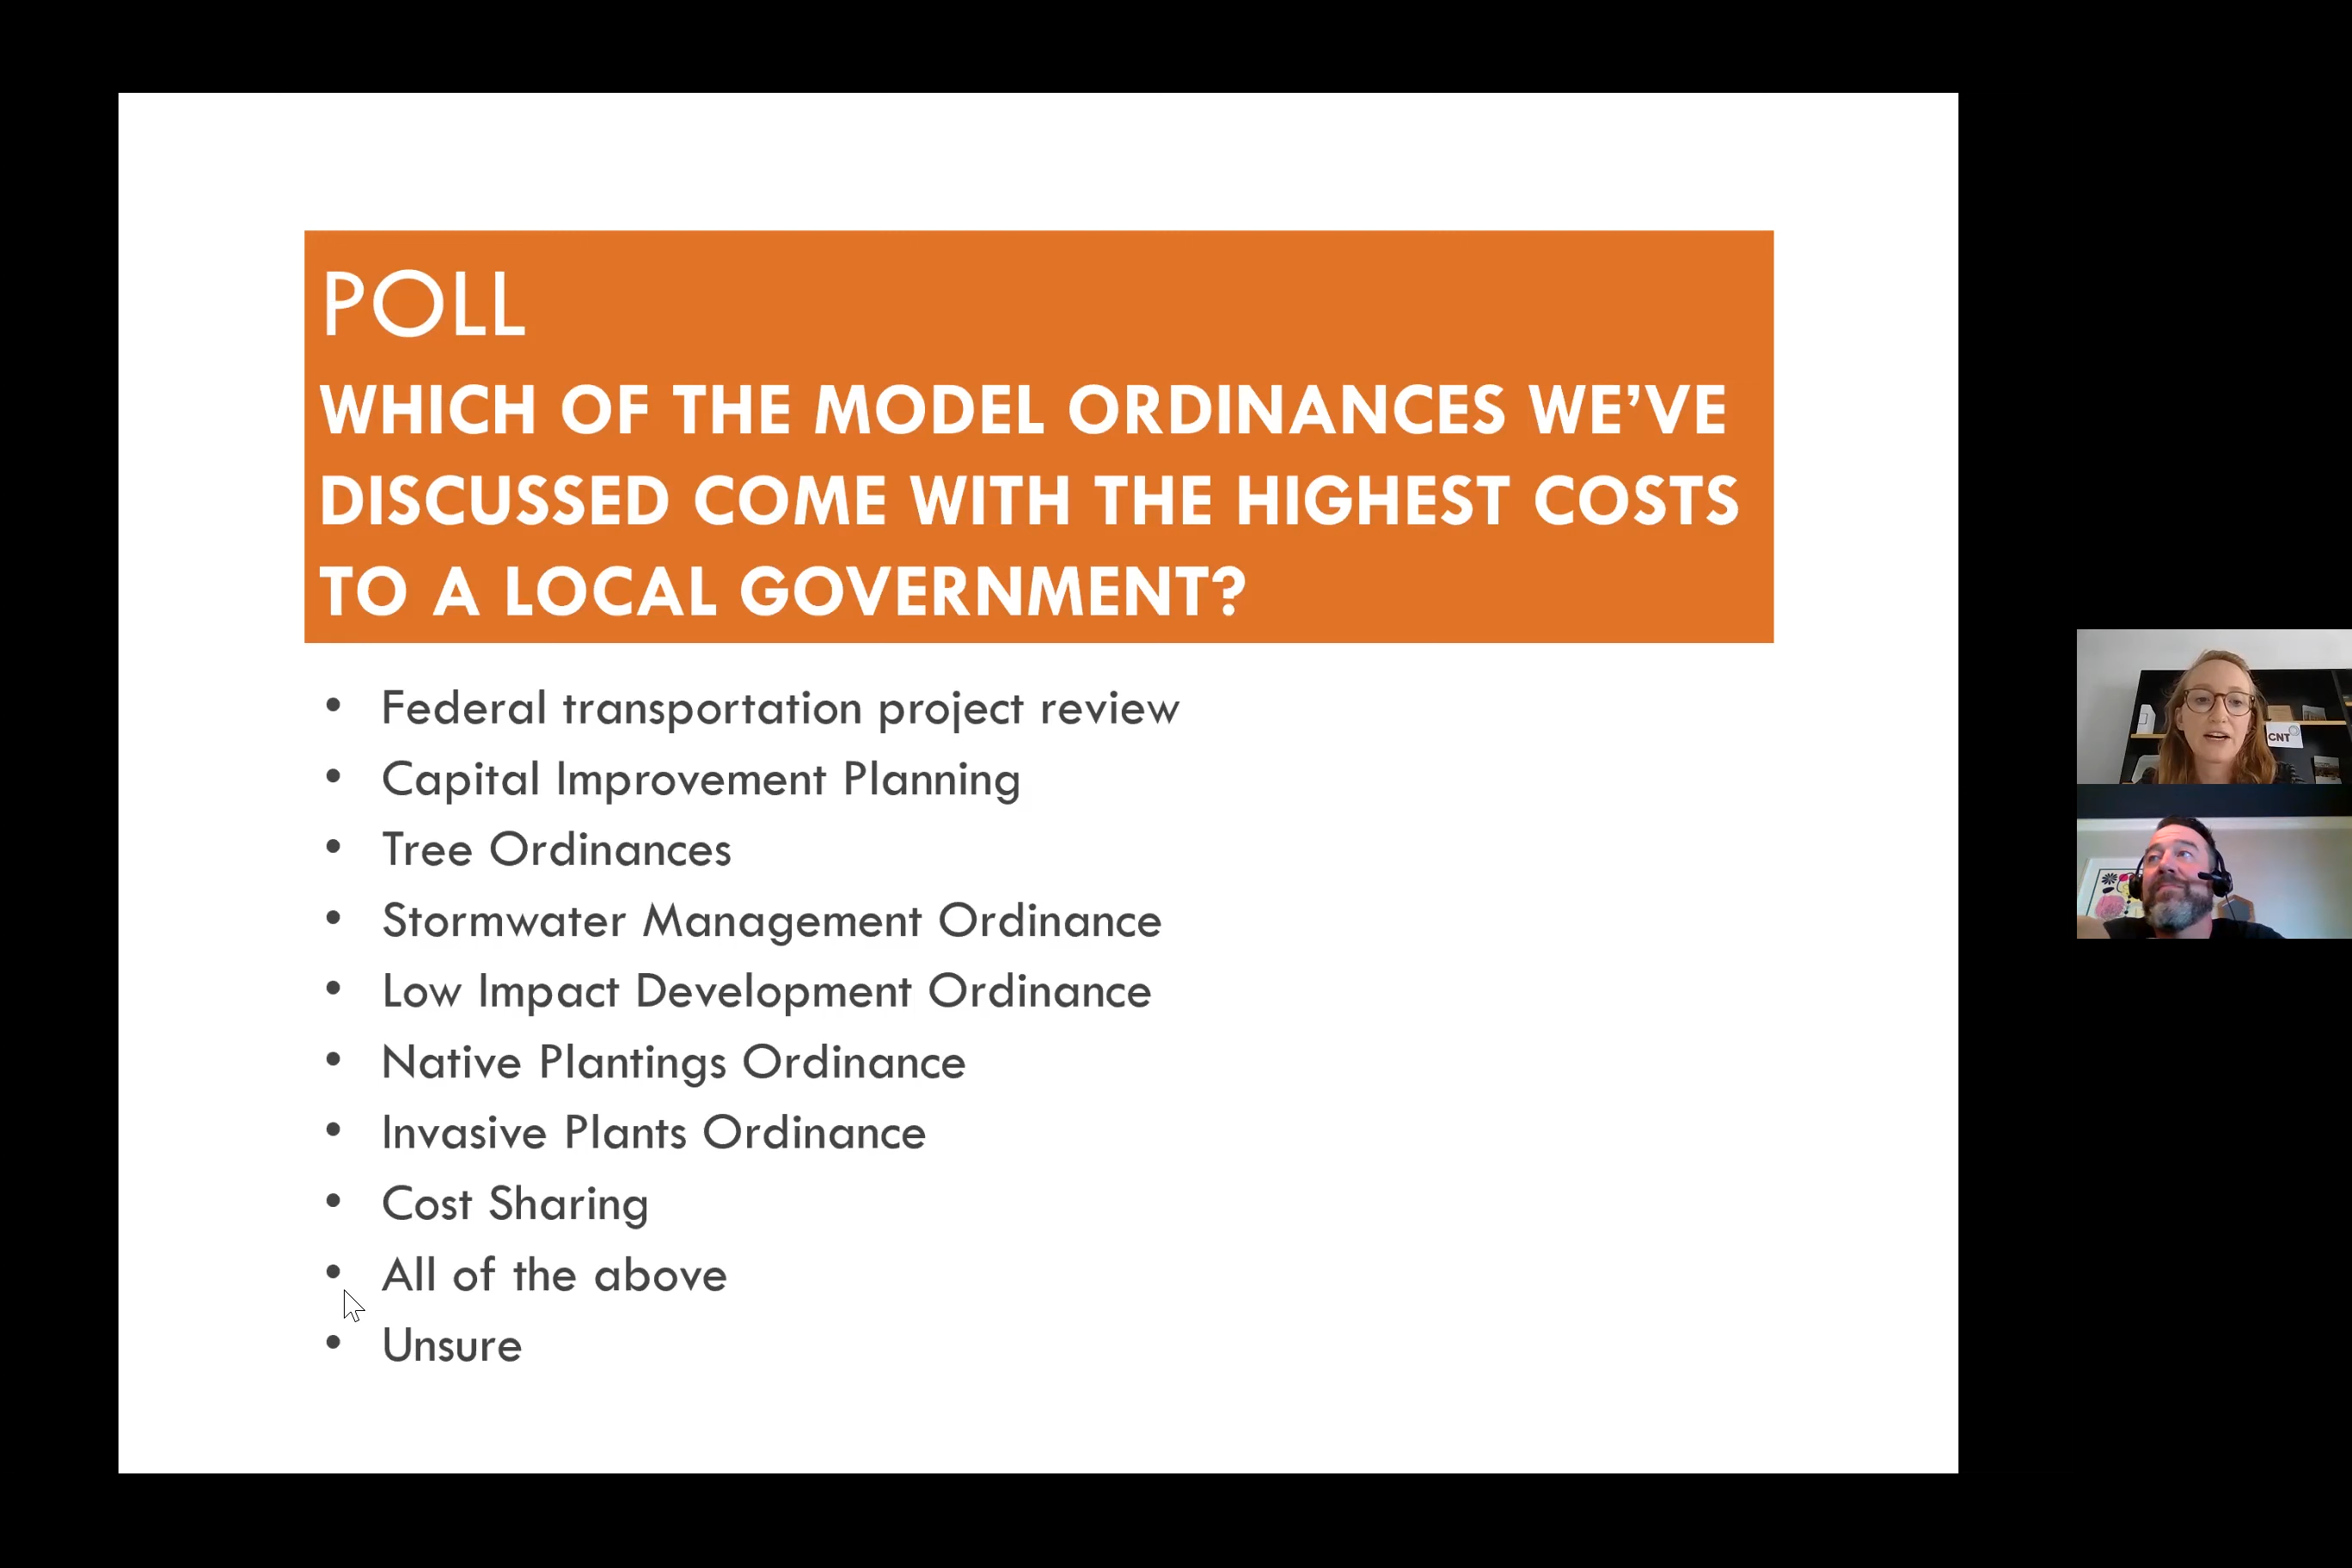 POLL
WHICH OF THE MODEL ORDINANCES WE’VE
DISCUSSED COME WITH THE HIGHEST COSTS
TO A LOCAL GOVERNMENT?
• Federal transportation project review
• Capital Improvement Planning
• Tree Ordinances
• Stormwater Management Ordinance
• Low Impact Development Ordinance
• Native Plantings Ordinance
• Invasive Plants Ordinance
• Cost Sharing
• All of the above
• Unsure
CNT